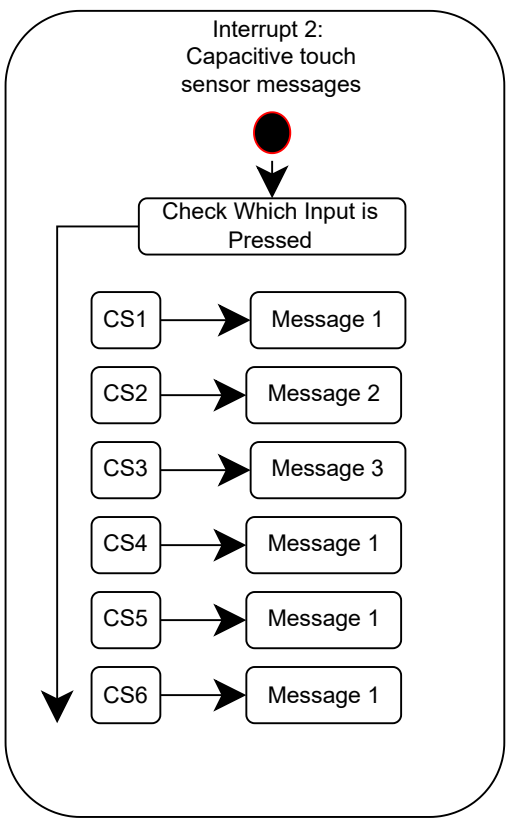 Interrupt 2:
Capacitive touch
sensor messages
Check Which Input is
Pressed
CS1
Message 1
CS2
Message 2
CS3
Message 3
CS4
Message 1
CS5
Message 1
CS6
Message 1